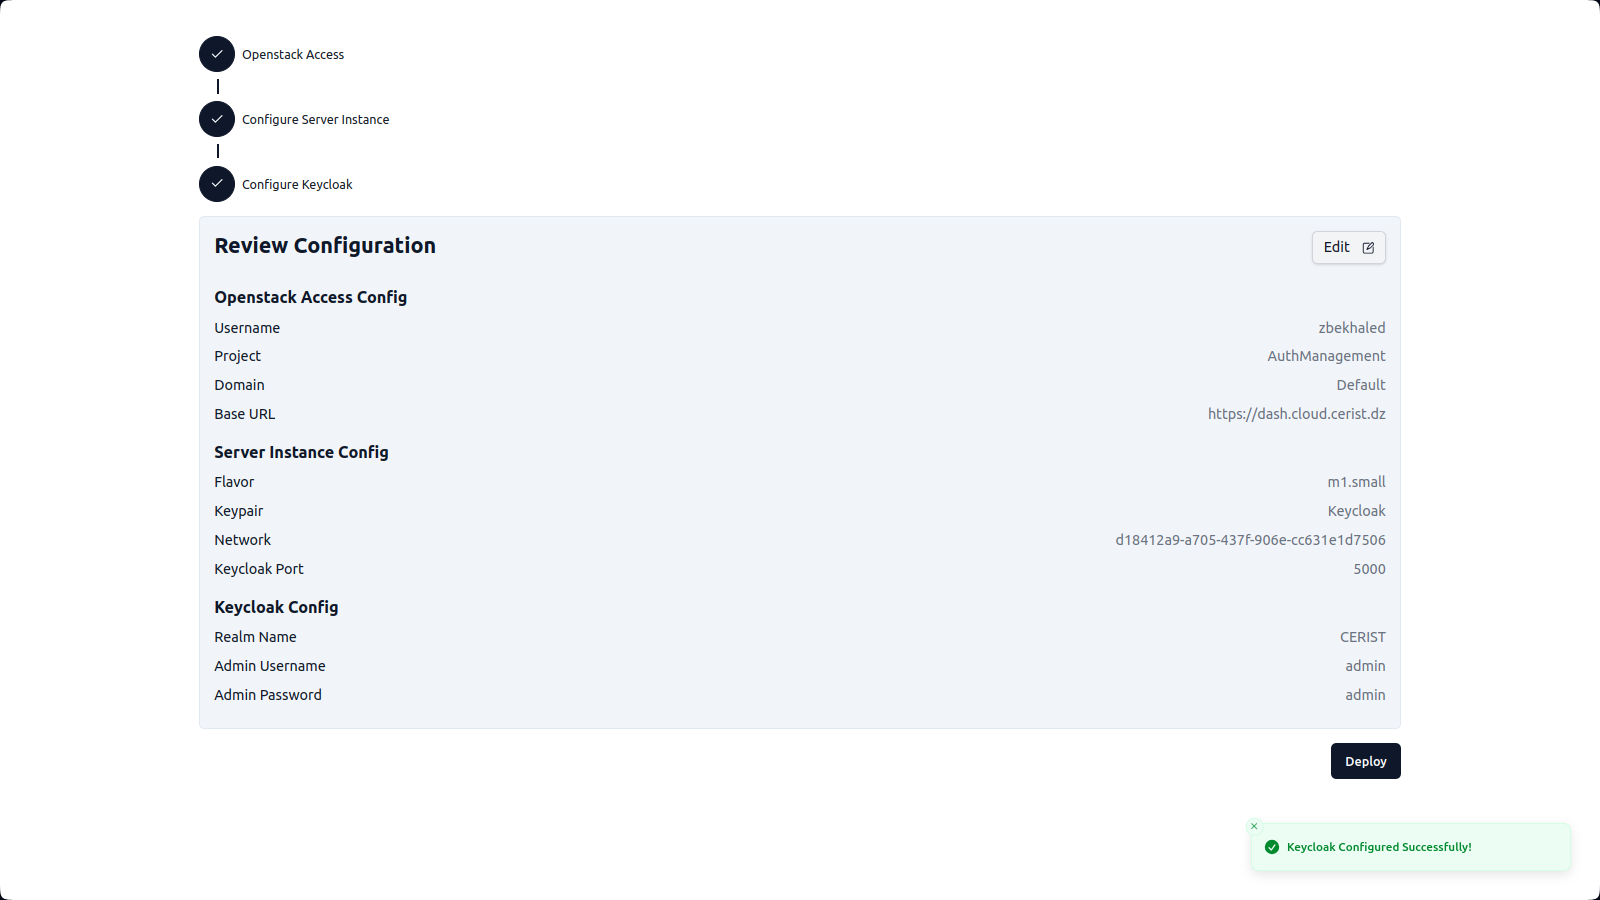 Openstack Access
Configure Server Instance
Configure Keycloak
Review Configuration
Edit
Openstack Access Config
Username zbekhaled
Project AuthManagement
Domain Default
Base URL https://dash.cloud.cerist.dz
Server Instance Config
Flavor m1.small
Keypair Keycloak
Network d18412a9-a705-437f-906e-cc631e1d7506
Keycloak Port 5000
Keycloak Config
Realm Name CERIST
Admin Username admin
Admin Password admin
Deploy
Keycloak Configured Successfully!